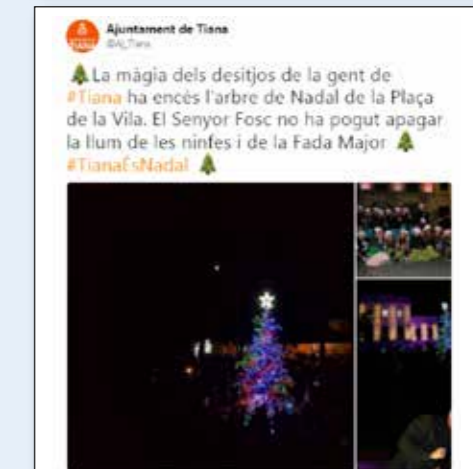 Ajuntament de Tiana
@Aj_Tiana
🌲La màgia dels desitjos de la gent de
#Tiana ha encès l'arbre de Nadal de la Plaça
de la Vila. El Senyor Fosc no ha pogut apagar
la llum de les ninfes i de la Fada Major 🌲
#TianaÉsNadal 🌲